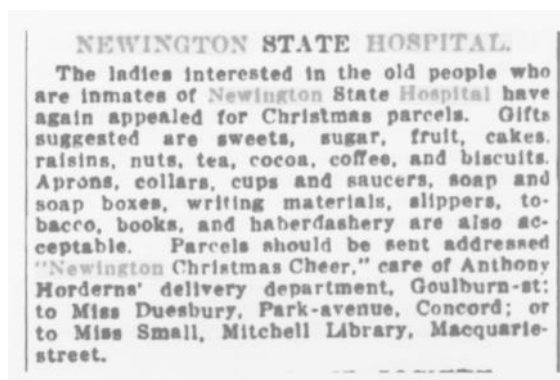 NEWINGTON STATE HOSPITAL.
The ladies interested in the old people who
are inmates of Newington State Hospital have
again appealed for Christmas parcels. Gifts
suggested are sweets, sugar, fruit, cakes,
raisins, nuts, tea, cocoa, coffee, and biscuits.
Aprons, collars, cups and saucers, soap and
soap boxes, writing materials, slippers, to-
bacco, books, and haberdashery are also ac-
ceptable. Parcels should be sent addressed
"Newington Christmas Cheer," care of Anthony
Horderns' delivery department, Goulburn-st;
to Miss Duesbury, Park-avenue, Concord; or
to Miss Small, Mitchell Library, Macquarie-
street.